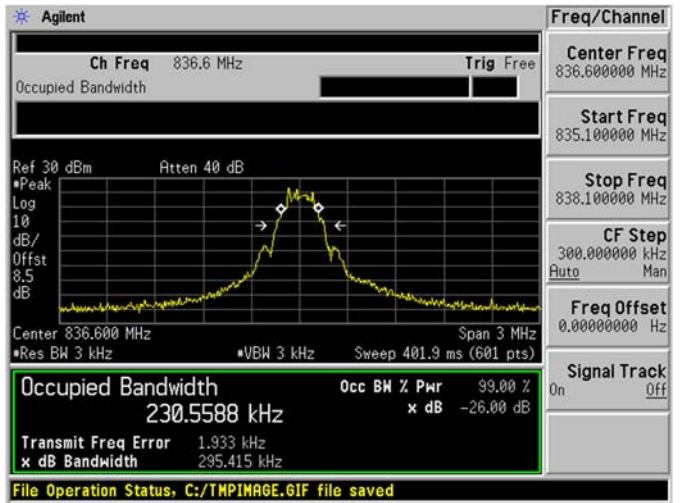 Agilent
Freq/Channel
Ch Freq 836.6 MHz Trig Free
Occupied Bandwidth
Center Freq
836.600000 MHz
Start Freq
835.100000 MHz
Stop Freq
838.100000 MHz
CF Step
300.000000 kHz
Auto Man
Freq Offset
0.00000000 Hz
Signal Track
On Off
Ref 30 dBm Atten 40 dB
Peak
Log
10
dB/
Offst
8.5
dB
Center 836.600 MHz Span 3 MHz
Res BW 3 kHz VBW 3 kHz Sweep 401.9 ms (601 pts)
Occupied Bandwidth Occ BW % Pwr 99.00 %
230.5588 kHz x dB -26.00 dB
Transmit Freq Error 1.933 kHz
x dB Bandwidth 295.415 kHz
File Operation Status, C:/TMPIMAGE.GIF file saved